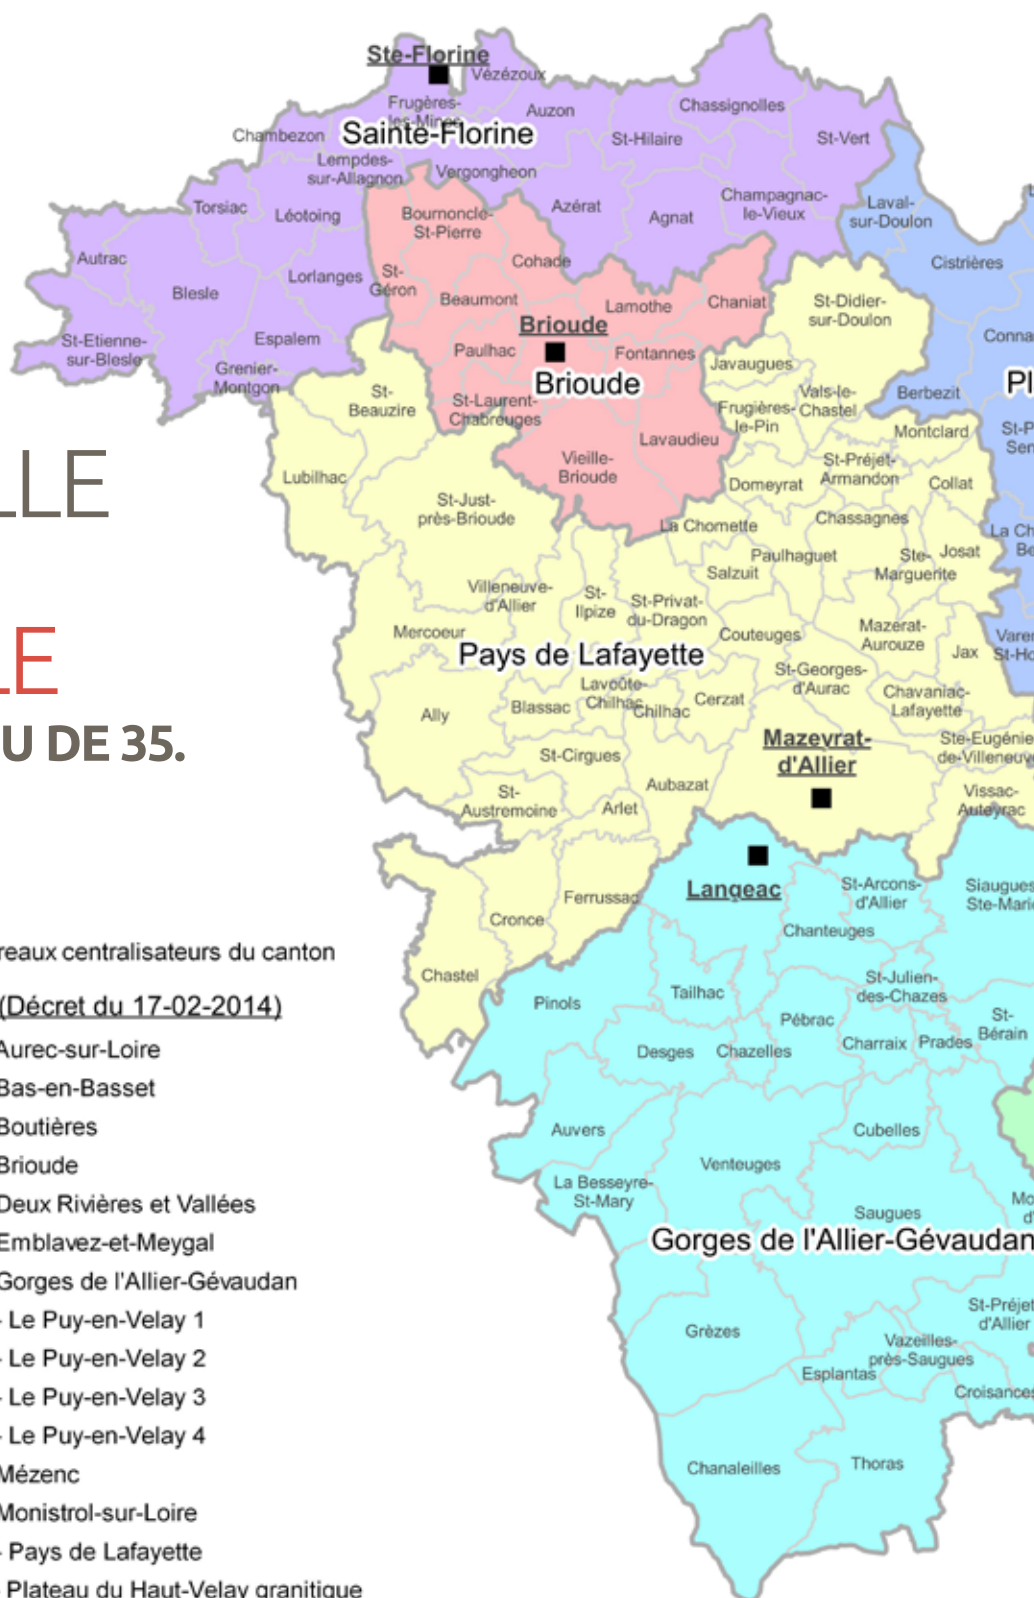 Ste-Florine
Vézézoux
Frugères-
les-Mines
Auzon
Chassignolles
Chambezon
Sainte-Florine
St-Hilaire
St-Vert
Lempdes-
sur-Allagnon
Vergongheon
Torsiac
Léotoing
Bournoncle-
St-Pierre
Azérat
Agnat
Champagnac-
le-Vieux
Laval-
sur-Doulon
Autrac
Blesle
Lorlanges
St-
Géron
Cohade
Cistrières
Beaumont
Lamothe
Chaniat
St-Didier-
sur-Doulon
St-Etienne-
sur-Blesle
Espalem
Brioude
Paulhac
Fontannes
Javaugues
Grenier-
Montgon
Brioude
St-
Beauzire
St-Laurent-
Chabreuges
Frugières-
le-Pin
Vals-le-
Chastel
Berbezit
Lavaudieu
Montclard
LLE
Lubilhac
Vieille-
Brioude
Domeyrat
St-Préjet-
Armandon
Collat
St-Just-
près-Brioude
La Chomette
Chassagnes
Paulhaguet
Salzuit
Ste-
Marguerite
Josat
Villeneuve-
d'Allier
St-
Ilpize
St-Privat-
du-Dragon
LE
Mercoeur
Couteuges
Mazerat-
Aurouze
Jax
Pays de Lafayette
St-Georges-
d'Aurac
U DE 35.
Ally
Blassac
Lavoûte-
Chilhac
Chilhac
Cerzat
Chavaniac-
Lafayette
Mazeyrat-
d'Allier
Ste-Eugénie-
de-Villeneuve
St-Cirgues
Aubazat
St-
Austremoine
Arlet
Vissac-
Auteyrac
Langeac
St-Arcons-
d'Allier
Siaugues
Ste-Marie
Ferrussac
Cronce
Chanteuges
Chastel
Pinols
Tailhac
St-Julien-
des-Chazes
Pébrac
St-
Bérain
Desges
Chazelles
Charraix
Prades
Auvers
Cubelles
Venteuges
La Besseyre-
St-Mary
Saugues
Gorges de l'Allier-Gévaudan
Grèzes
St-Préjet
d'Allier
Vazeilles-
près-Saugues
Esplantas
Croisances
Chanaleilles
Thoras
reaux centralisateurs du canton
(Décret du 17-02-2014)
Aurec-sur-Loire
Bas-en-Basset
Boutières
Brioude
Deux Rivières et Vallées
Emblavez-et-Meygal
Gorges de l'Allier-Gévaudan
- Le Puy-en-Velay 1
- Le Puy-en-Velay 2
- Le Puy-en-Velay 3
- Le Puy-en-Velay 4
Mézenc
Monistrol-sur-Loire
- Pays de Lafayette
Plateau du Haut-Velay granitique